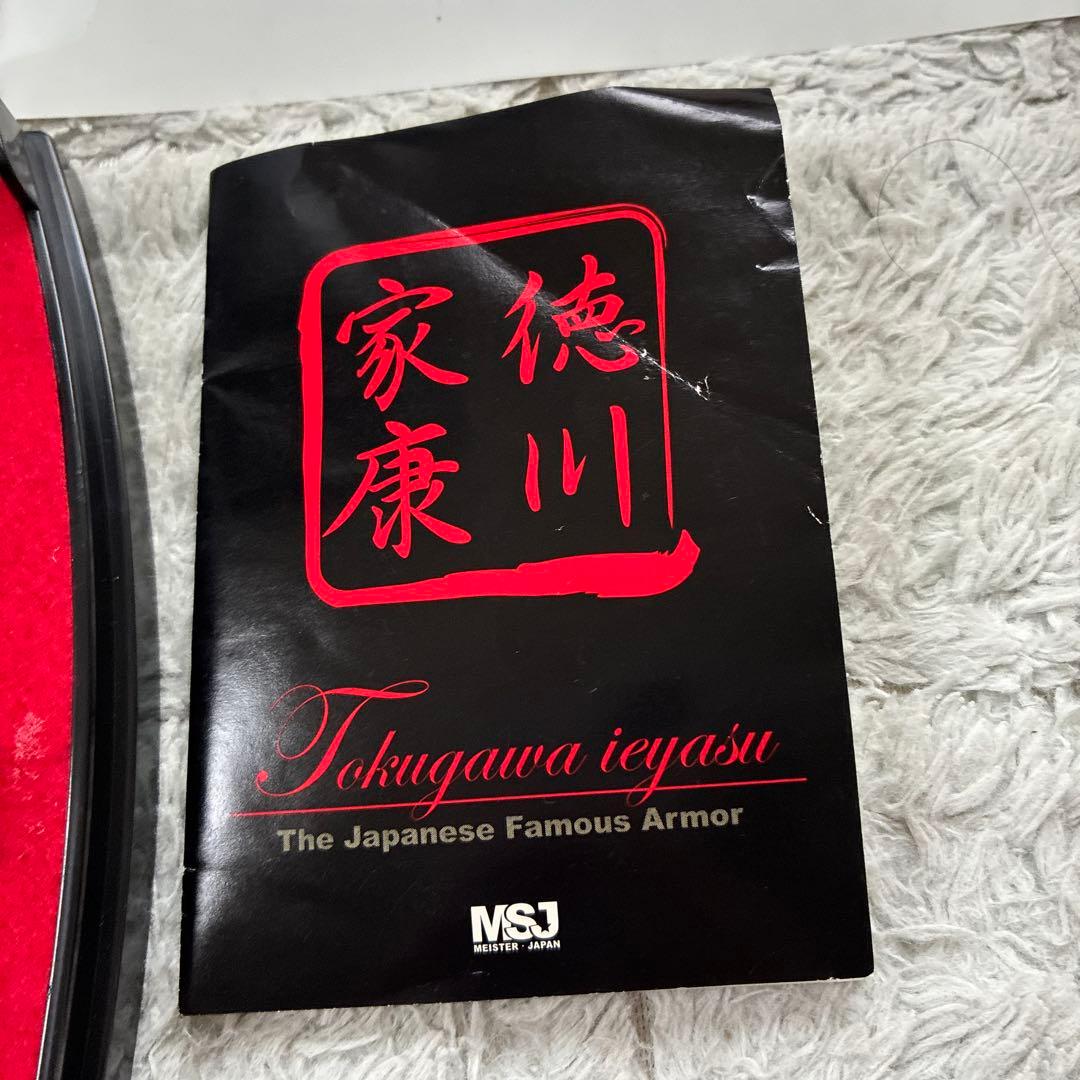 徳川
家康
Tokugawa ieyasu
The Japanese Famous Armor
MSJ
MEISTER・JAPAN